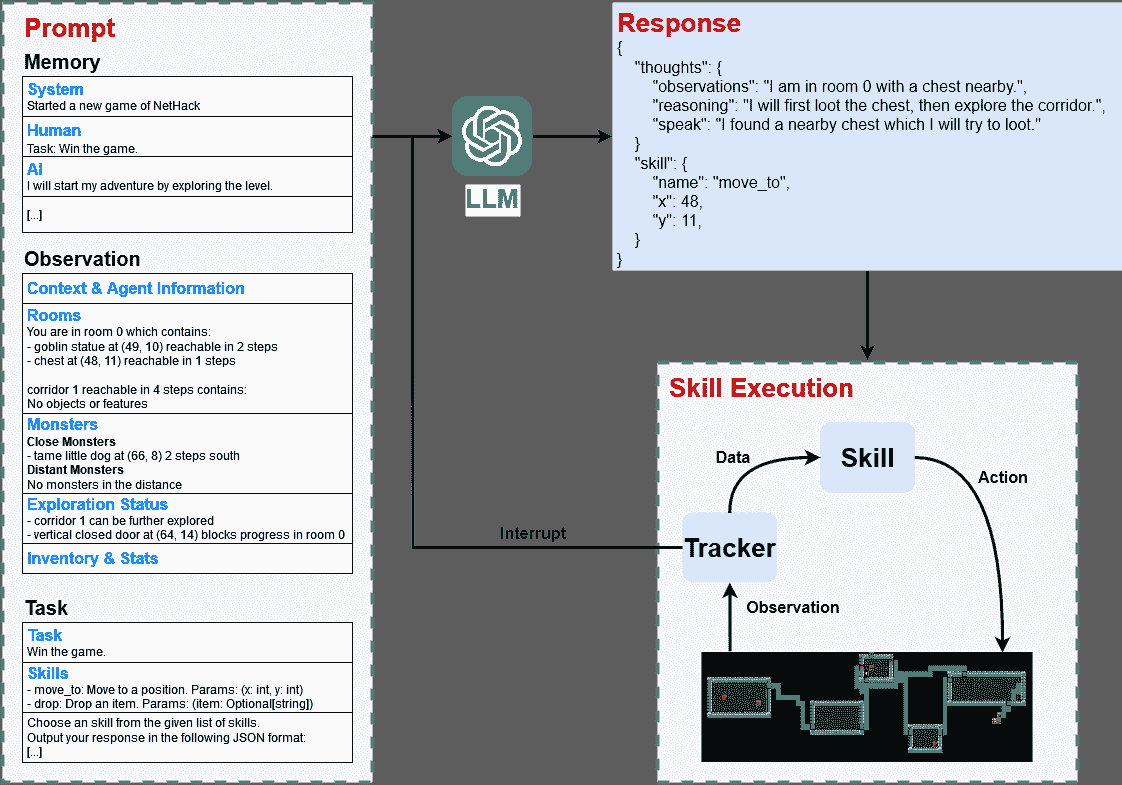 Prompt
Memory
System
Started a new game of NetHack
Human
Task: Win the game.
AI
I will start my adventure by exploring the level.
[...]
Observation
Context & Agent Information
Rooms
You are in room 0 which contains:
- goblin statue at (49, 10) reachable in 2 steps
- chest at (48, 11) reachable in 1 steps
corridor 1 reachable in 4 steps contains:
No objects or features
Monsters
Close Monsters
- tame little dog at (66, 8) 2 steps south
Distant Monsters
No monsters in the distance
Exploration Status
- corridor 1 can be further explored
- vertical closed door at (64, 14) blocks progress in room 0
Inventory & Stats
Task
Task
Win the game.
Skills
- move_to: Move to a position. Params: (x: int, y: int)
- drop: Drop an item. Params: (item: Optional[string])
Choose an skill from the given list of skills.
Output your response in the following JSON format:
[...]
LLM
Response
{
"thoughts": {
"observations": "I am in room 0 with a chest nearby.",
"reasoning": "I will first loot the chest, then explore the corridor.",
"speak": "I found a nearby chest which I will try to loot."
}
"skill": {
"name": "move_to",
"x": 48,
"y": 11,
}
}
Skill Execution
Data
Skill
Action
Interrupt
Tracker
Observation